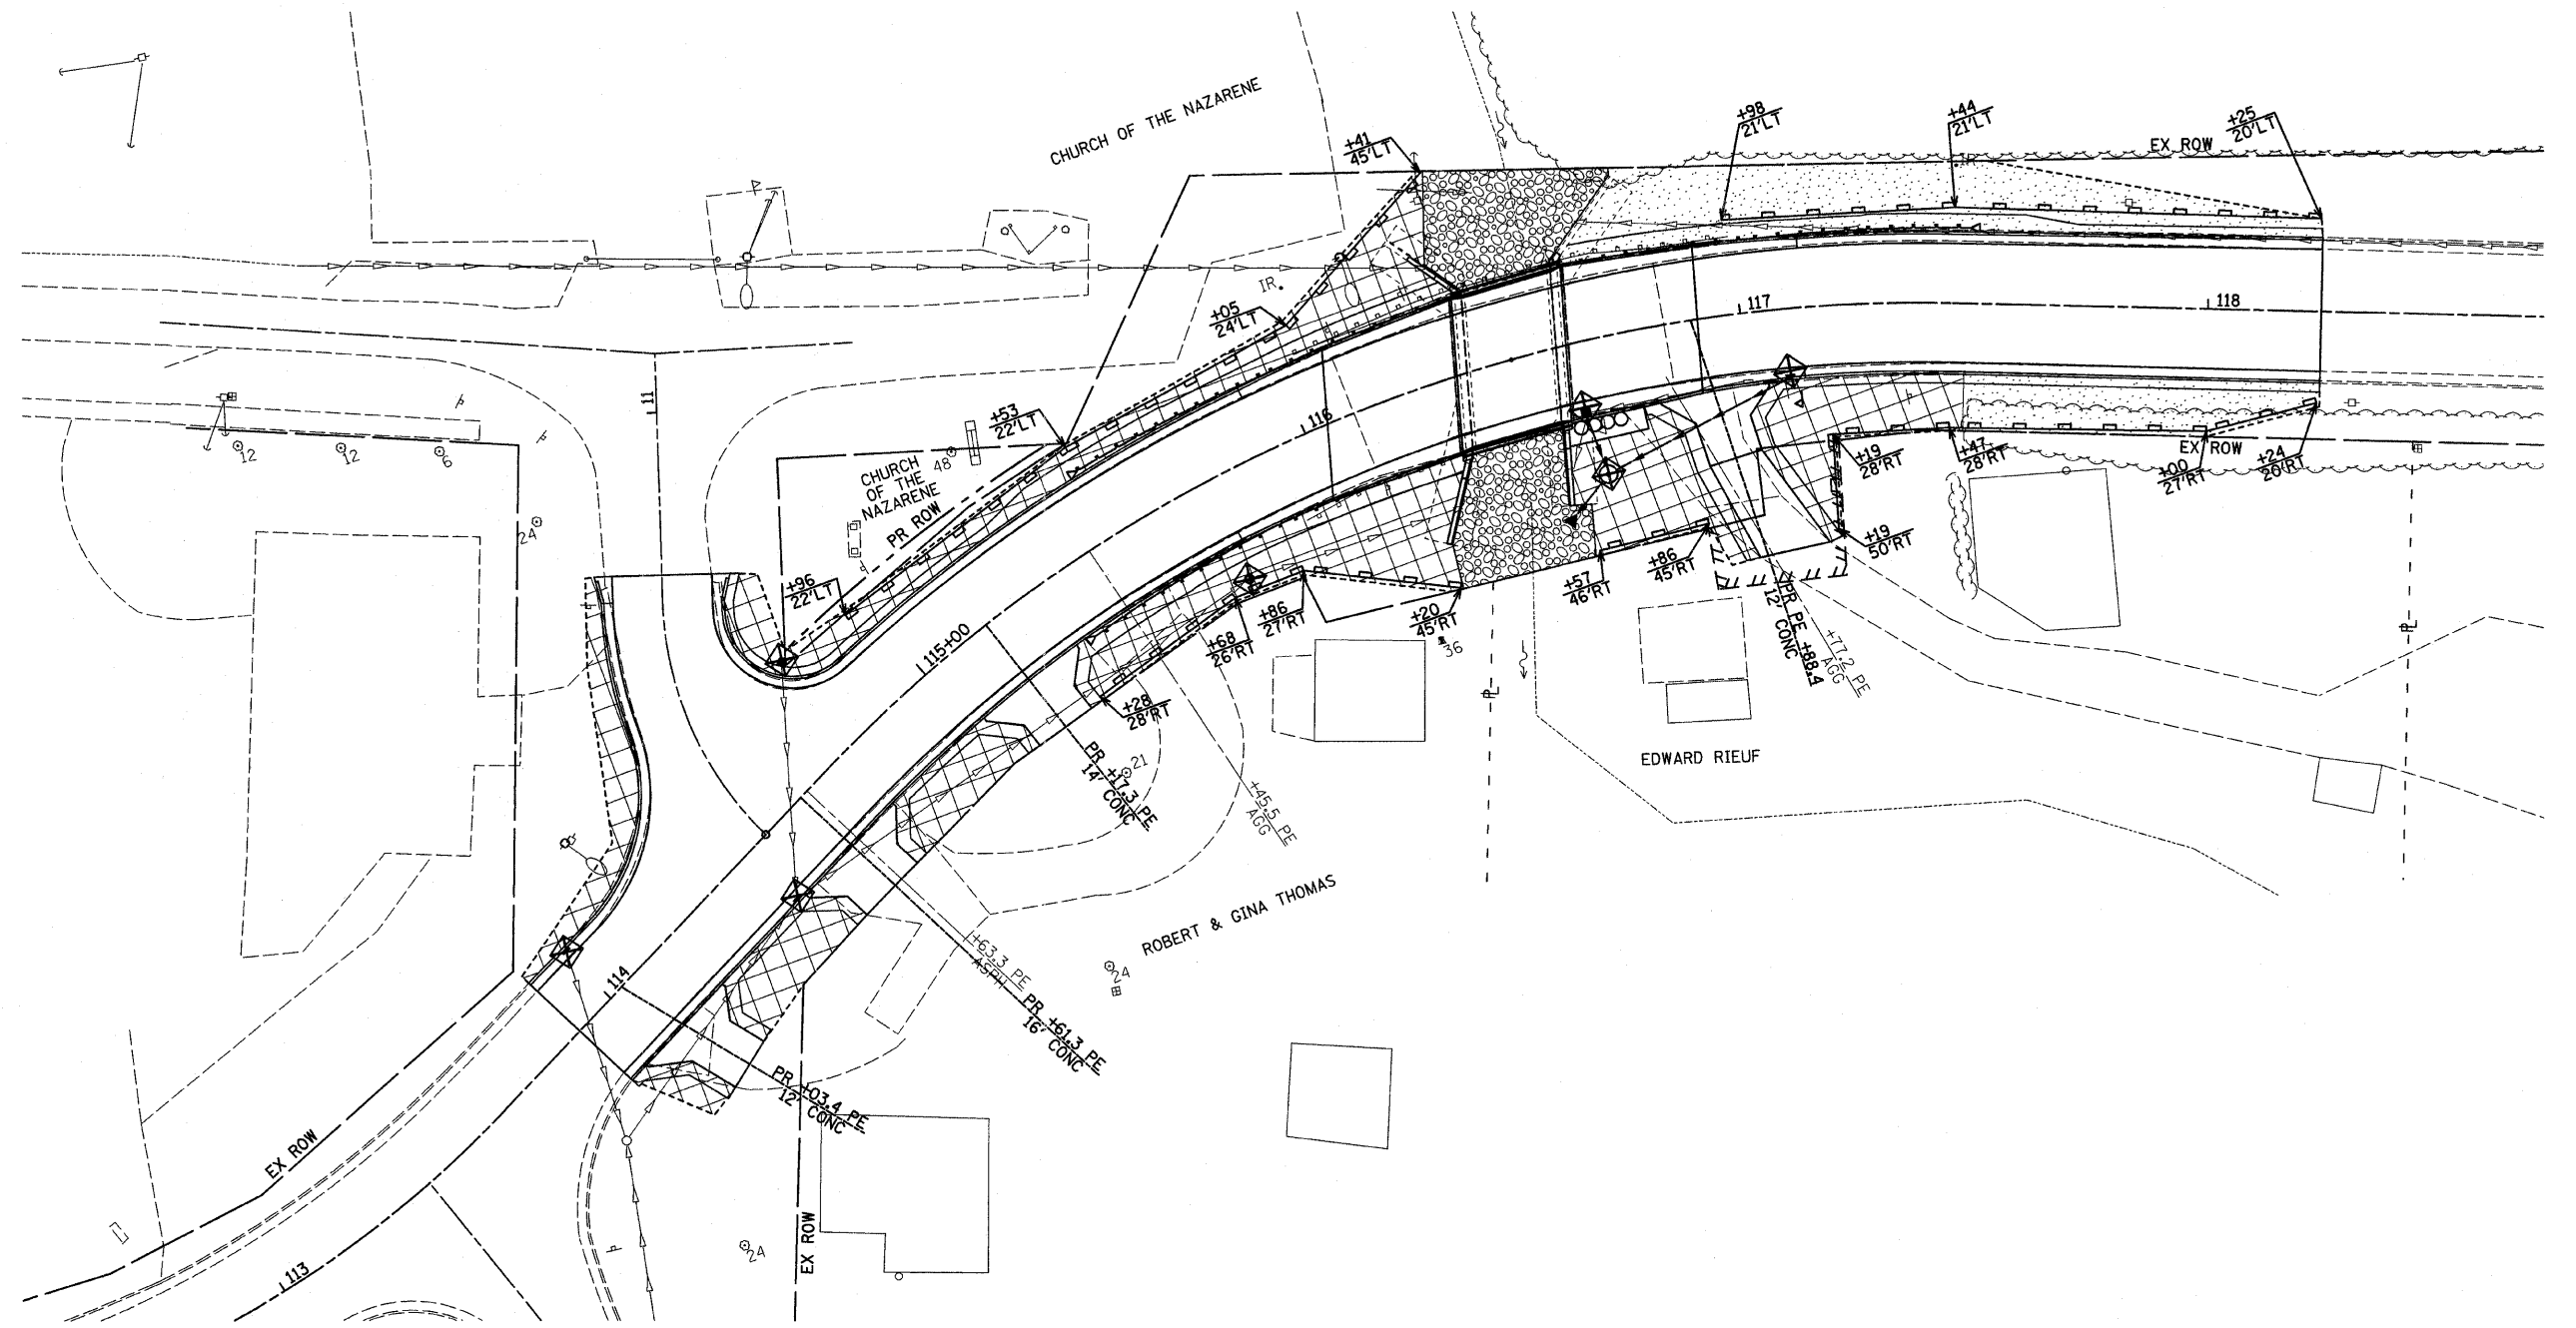 CHURCH OF THE NAZARENE
+41
45'LT
+98
21'LT
+44
21'LT
+25
20'LT
EX ROW
IR
IR
+05
24'LT
117
118
11
116
+53
22'LT
48
CHURCH
OF THE
NAZARENE
PR ROW
12
12
6
24
+96
22'LT
115+00
+19
28'RT
+47
28'RT
EX ROW
+00
27'RT
+24
20'RT
+19
50'RT
+86
45'RT
+57
46'RT
+20
45'RT
36
+86
27'RT
+68
26'RT
+28
28'RT
PR PE +88.4
12' CONC
+77.2 PE
AGG
EDWARD RIEUF
PR +17.3 PE
14' CONC
21
+45.5 PE
AGG
ROBERT & GINA THOMAS
24
+63.3 PE
ASPH
PR +61.3 PE
16' CONC
114
PR +03.4 PE
12' CONC
EX ROW
EX ROW
24
113